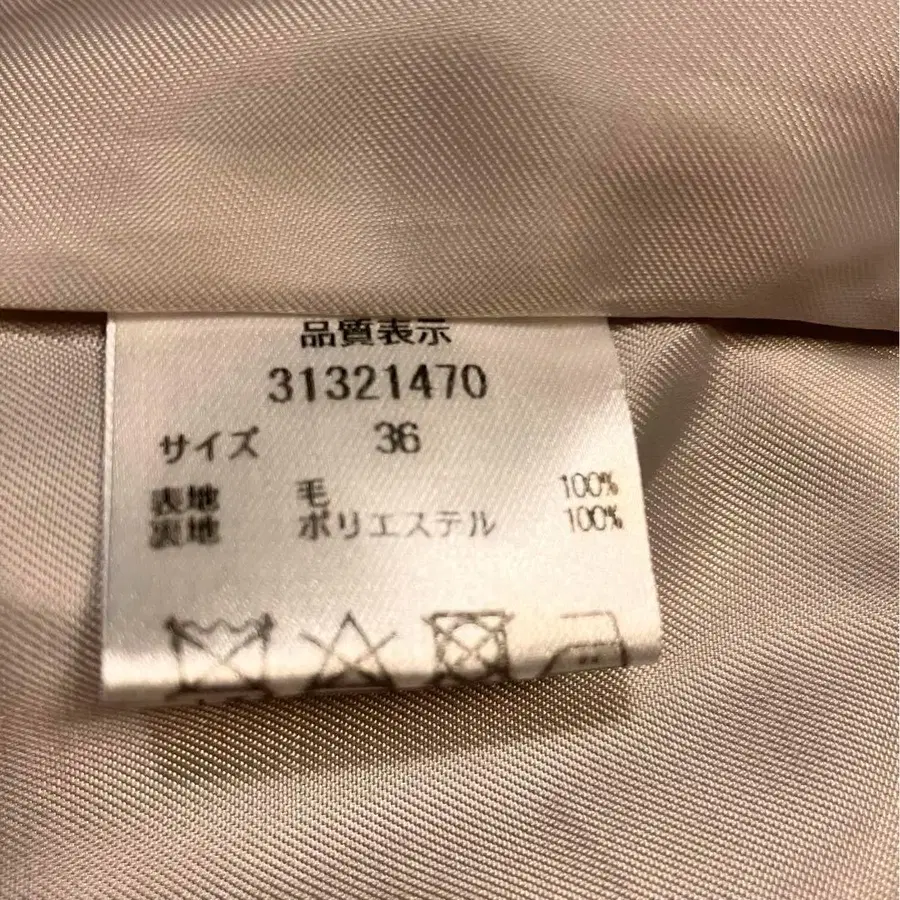 品質表示
31321470
サイズ 36
表地 毛 100%
裏地 ポリエステル 100%